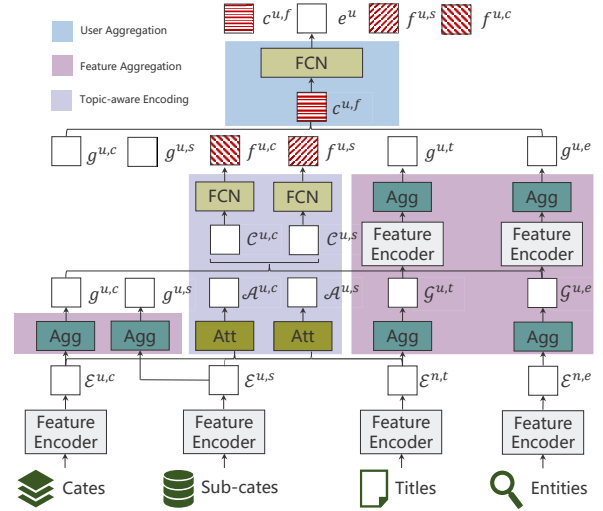 c^{u,f} e^{u} f^{u,s} f^{u,c}
User Aggregation
Feature Aggregation
Topic-aware Encoding
FCN
c^{u,f}
g^{u,c} g^{u,s} f^{u,c} f^{u,s} g^{u,t} g^{u,e}
FCN FCN Agg Agg
𝒞^{u,c} 𝒞^{u,s}
Feature Encoder
Feature Encoder
g^{u,c} g^{u,s} 𝒜^{u,c} 𝒜^{u,s} 𝒢^{u,t} 𝒢^{u,e}
Agg Agg Att Att Agg Agg
ℰ^{u,c} ℰ^{u,s} ℰ^{n,t} ℰ^{n,e}
Feature Encoder
Feature Encoder
Feature Encoder
Feature Encoder
Cates Sub-cates Titles Entities